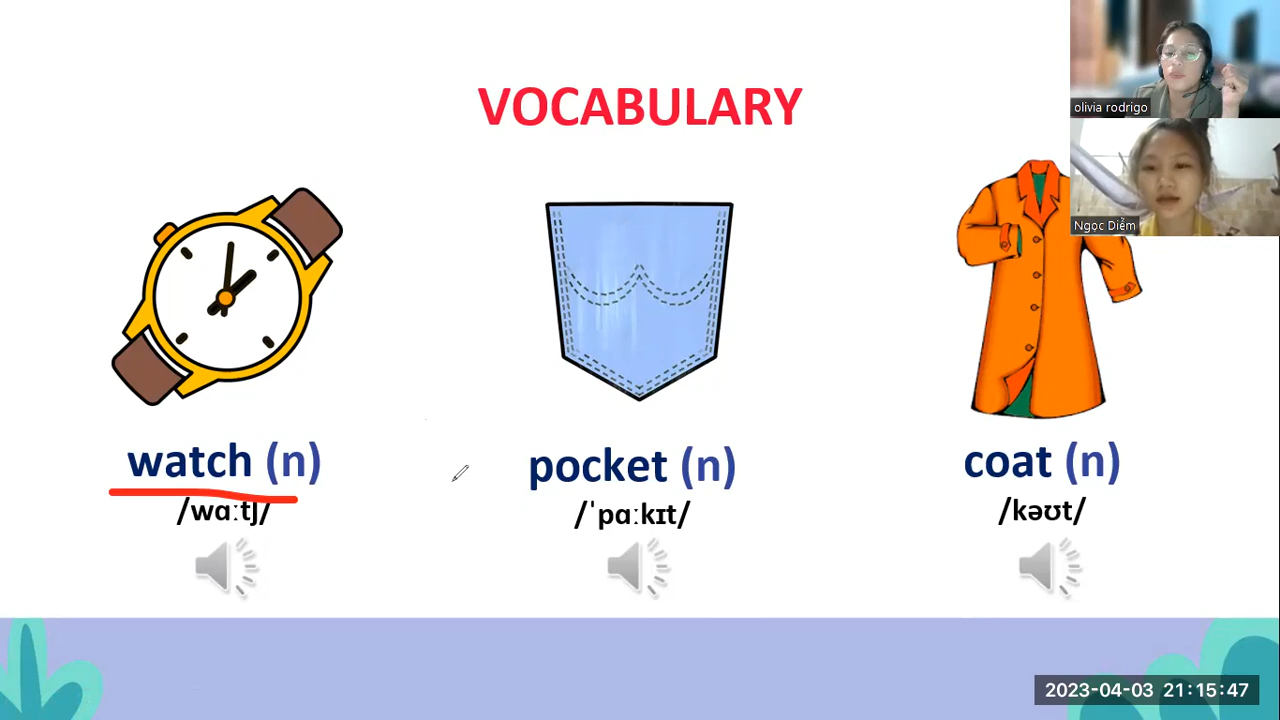 VOCABULARY
olivia rodrigo
Ngọc Diễm
watch (n)
/wɑːtʃ/
pocket (n)
/ˈpɑːkɪt/
coat (n)
/kəʊt/
2023-04-03 21:15:47